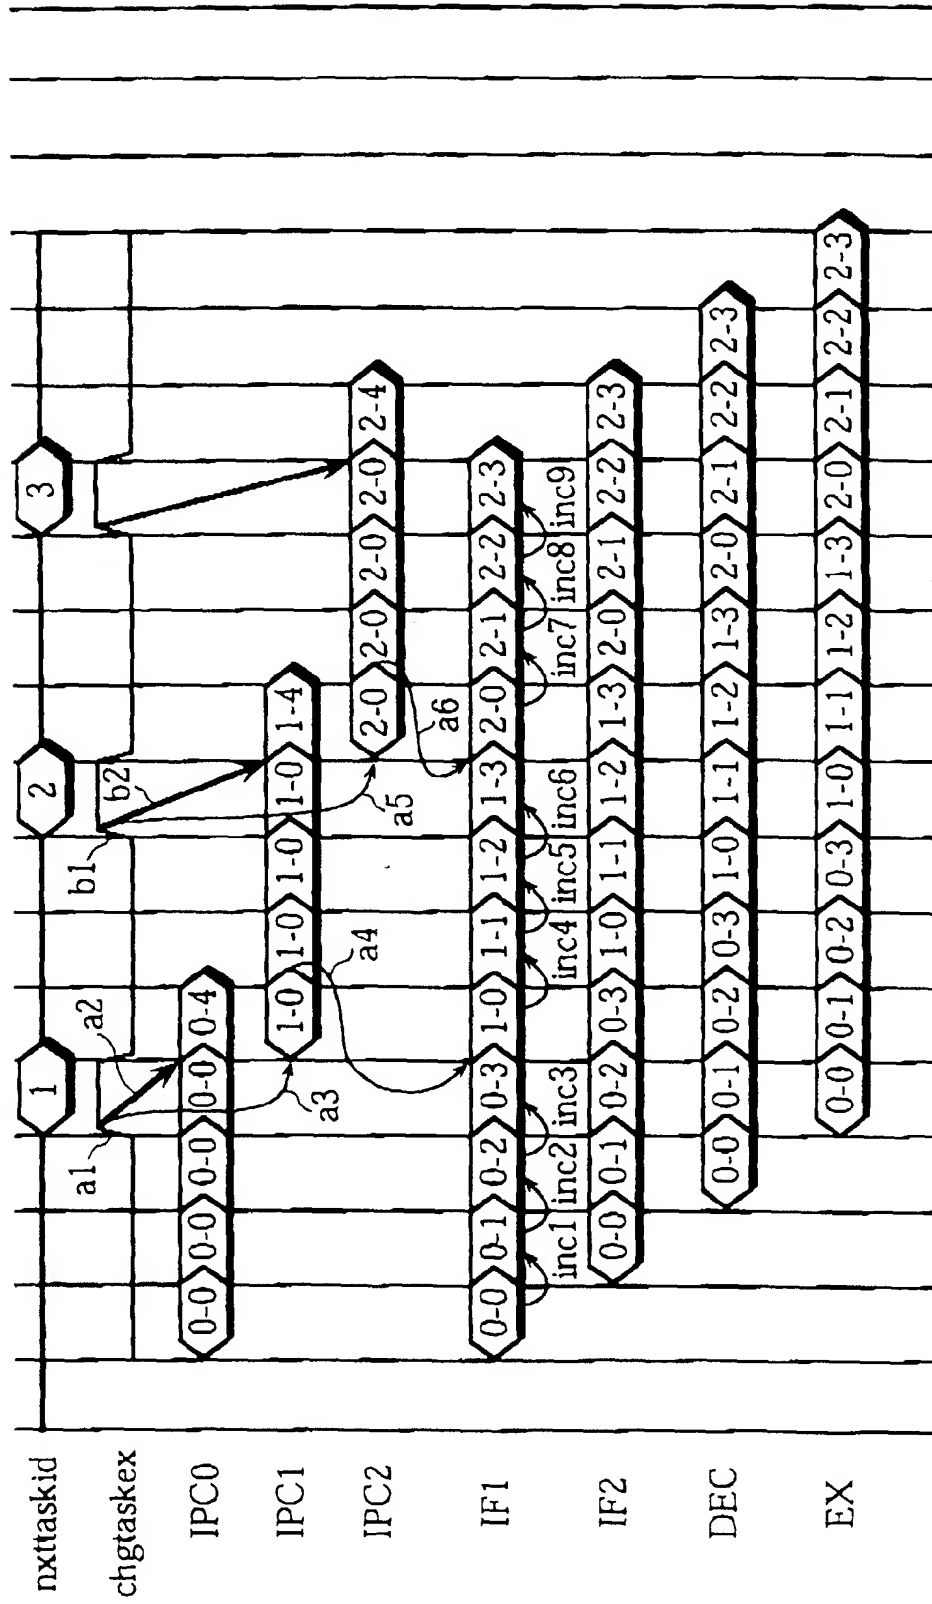 nxttaskid 1 2 3
chgtaskex a1 a2 b1 b2
IPC0 0-0 0-0 0-0 0-0 0-4
a3
IPC1 1-0 1-0 1-0 1-0 1-4
a4 a5
IPC2 2-0 2-0 2-0 2-0 2-4
a6
IF1 0-0 0-1 0-2 0-3 1-0 1-1 1-2 1-3 2-0 2-1 2-2 2-3
inc1 inc2 inc3 inc4 inc5 inc6 inc7 inc8 inc9
IF2 0-0 0-1 0-2 0-3 1-0 1-1 1-2 1-3 2-0 2-1 2-2 2-3
DEC 0-0 0-1 0-2 0-3 1-0 1-1 1-2 1-3 2-0 2-1 2-2 2-3
EX 0-0 0-1 0-2 0-3 1-0 1-1 1-2 1-3 2-0 2-1 2-2 2-3